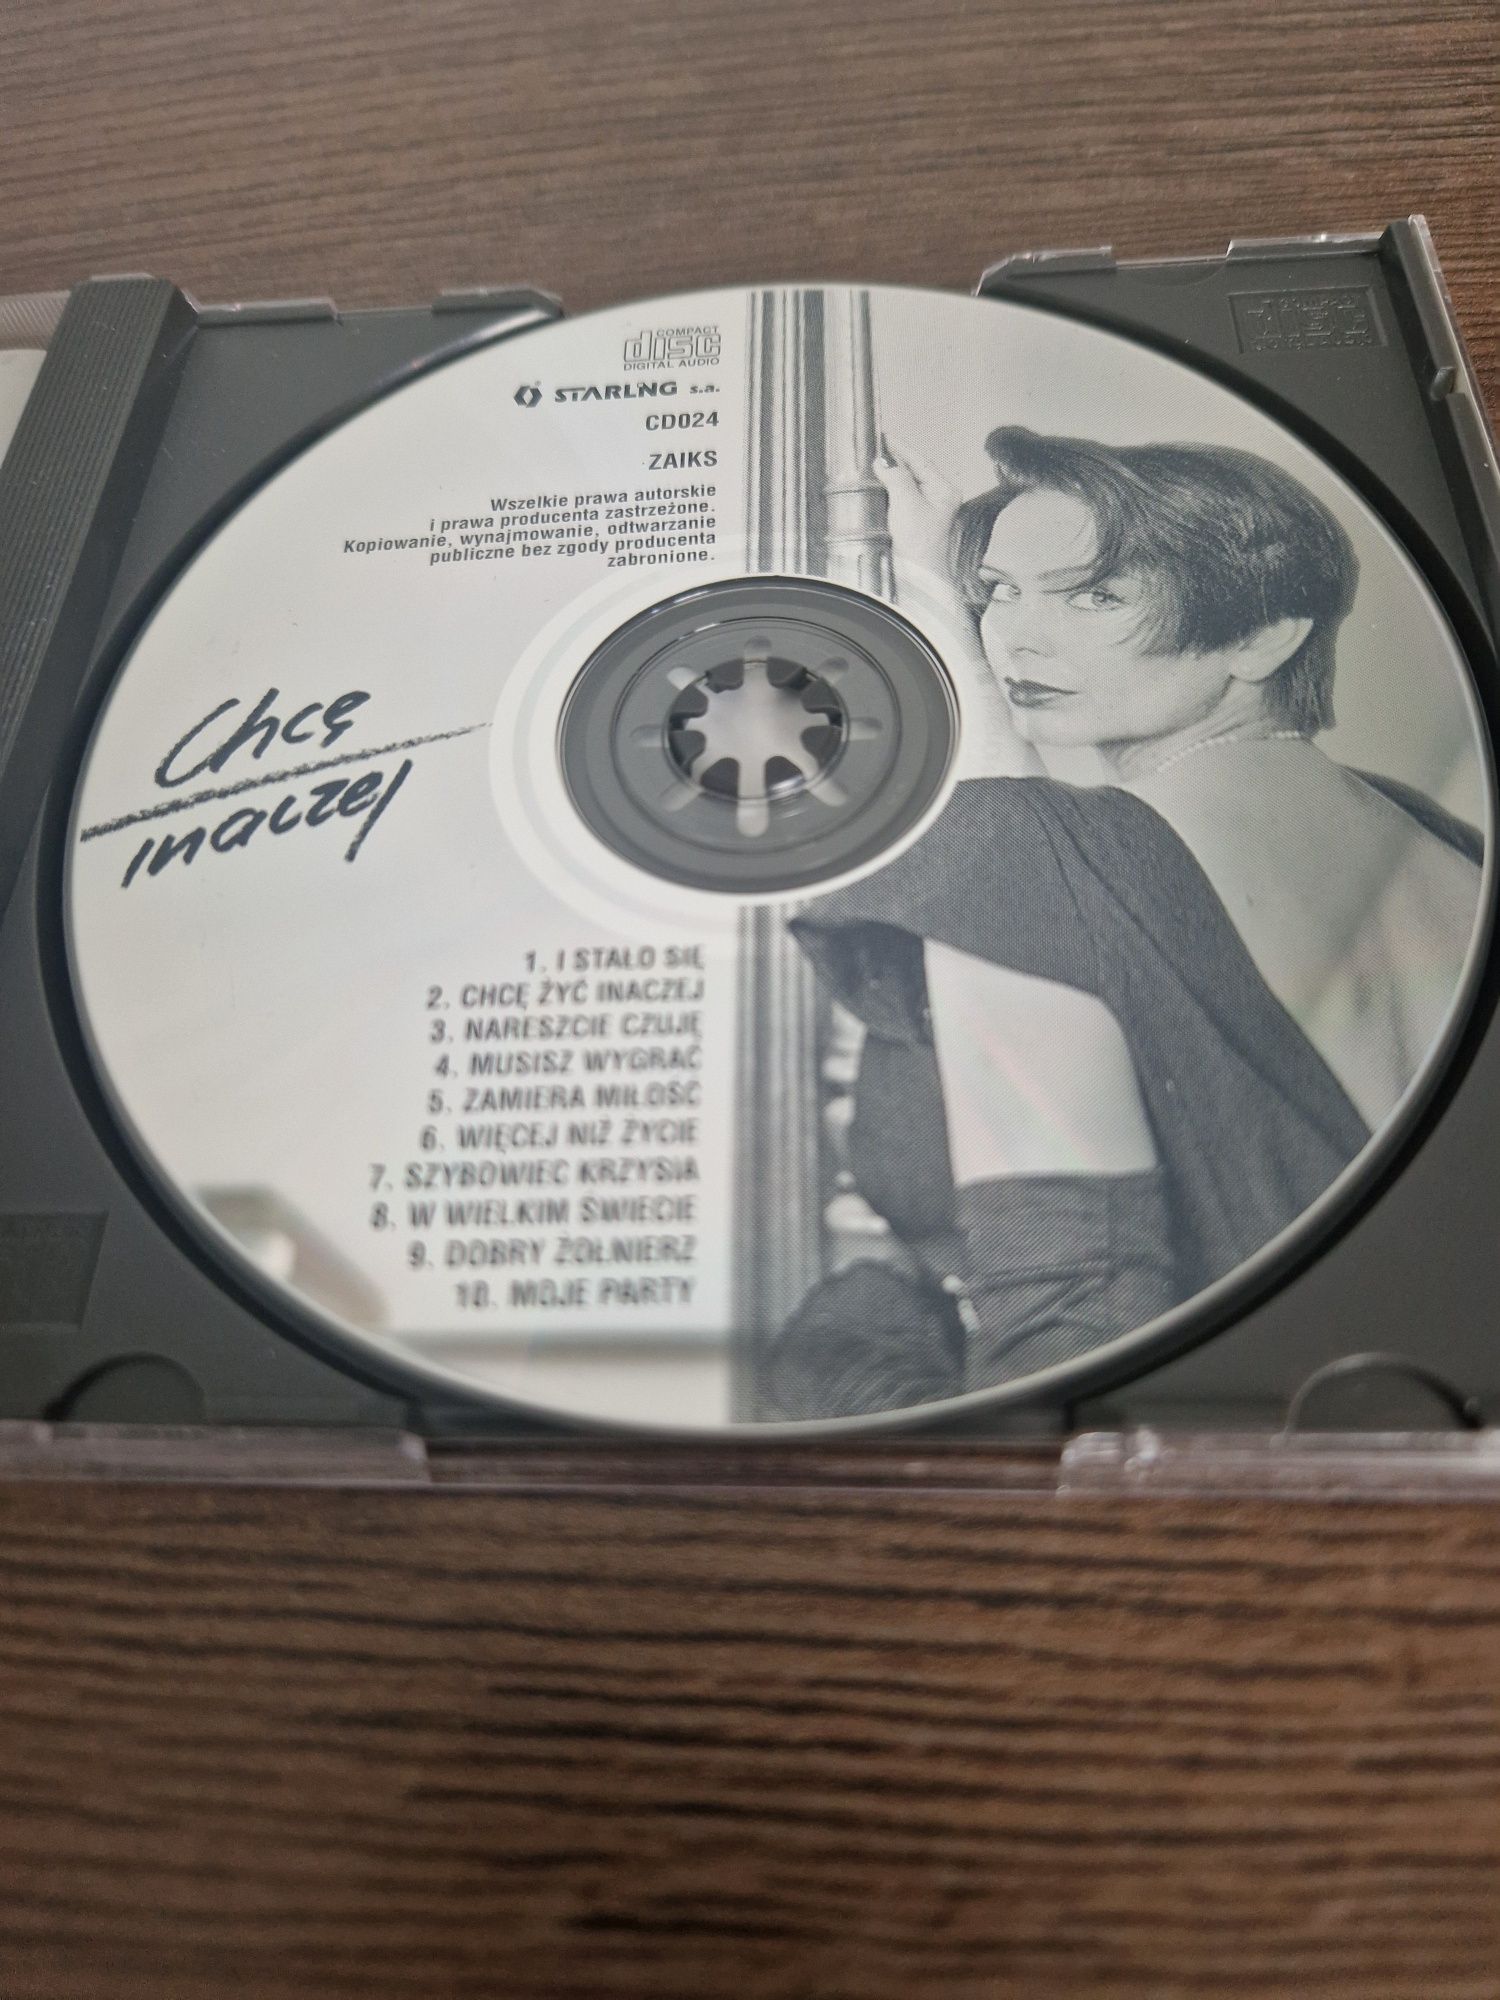 COMPACT
disc
DIGITAL AUDIO
STARLING s.a.
CD024
ZAIKS
Wszelkie prawa autorskie
i prawa producenta zastrzeżone.
Kopiowanie, wynajmowanie, odtwarzanie
publiczne bez zgody producenta
zabronione.
Chcę
inaczej
1. I STAŁO SIĘ
2. CHCĘ ŻYĆ INACZEJ
3. NARESZCIE CZUJĘ
4. MUSISZ WYGRAĆ
5. ZAMIERA MIŁOŚĆ
6. WIĘCEJ NIŻ ŻYCIE
7. SZYBOWIEC KRZYSIA
8. W WIELKIM ŚWIECIE
9. DOBRY ŻOŁNIERZ
10. MOJE PARTY